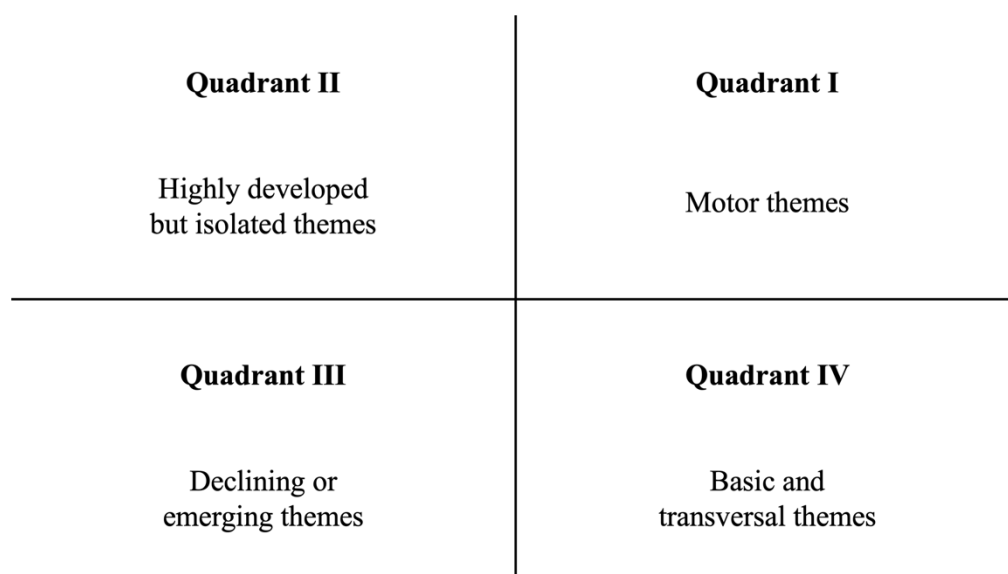 Quadrant II
Highly developed
but isolated themes
Quadrant I
Motor themes
Quadrant III
Declining or
emerging themes
Quadrant IV
Basic and
transversal themes